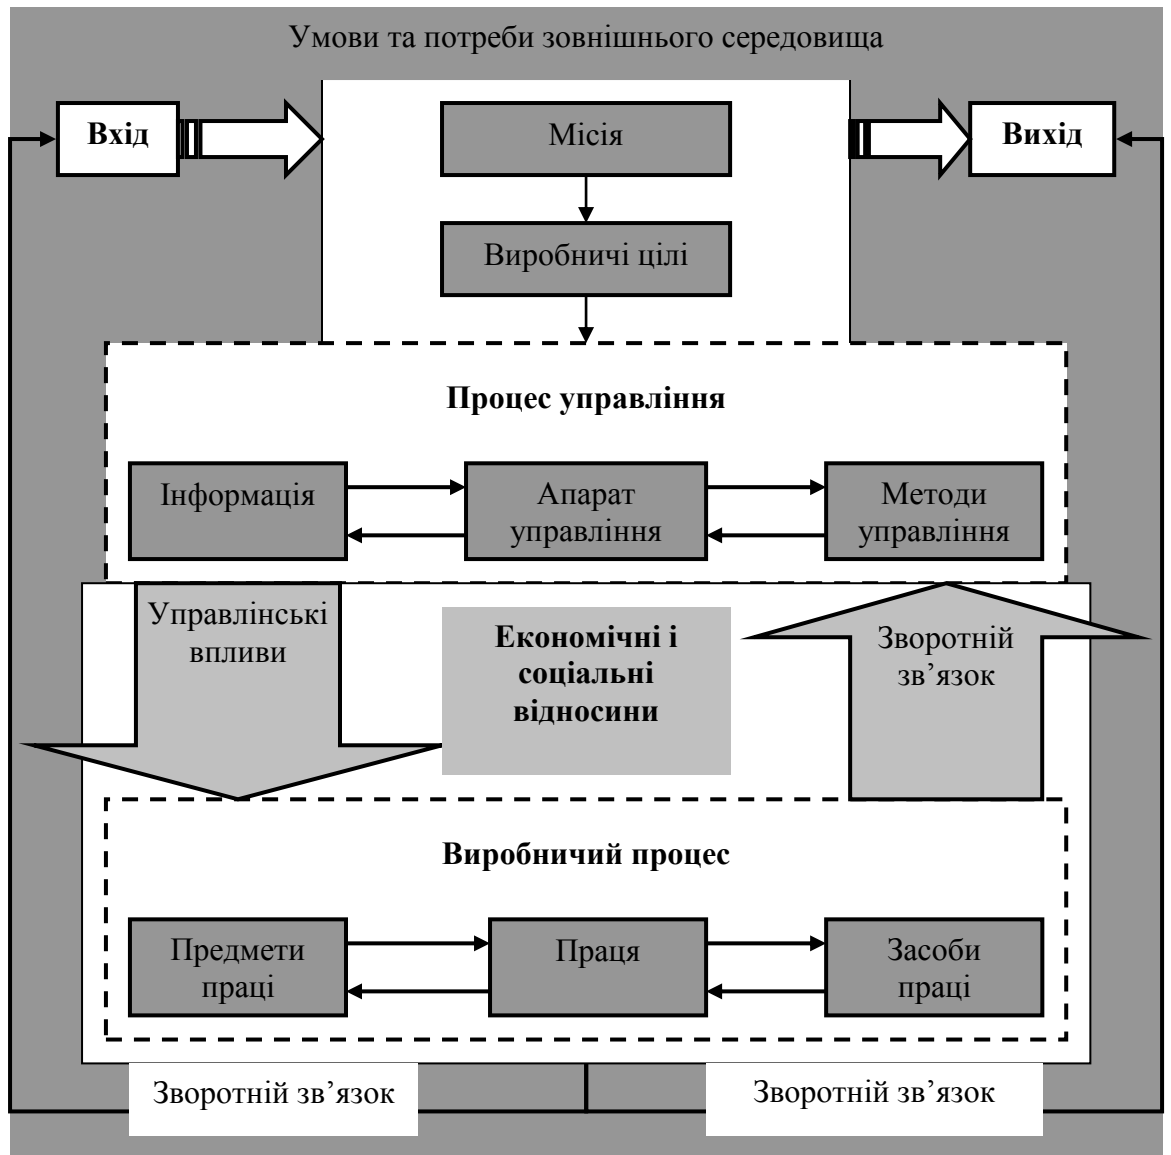 Умови та потреби зовнішнього середовища
Вхід
Місія
Вихід
Виробничі цілі
Процес управління
Інформація
Апарат
управління
Методи
управління
Управлінські
впливи
Економічні і
соціальні
відносини
Зворотній
зв’язок
Виробничий процес
Предмети
праці
Праця
Засоби
праці
Зворотній зв’язок
Зворотній зв’язок